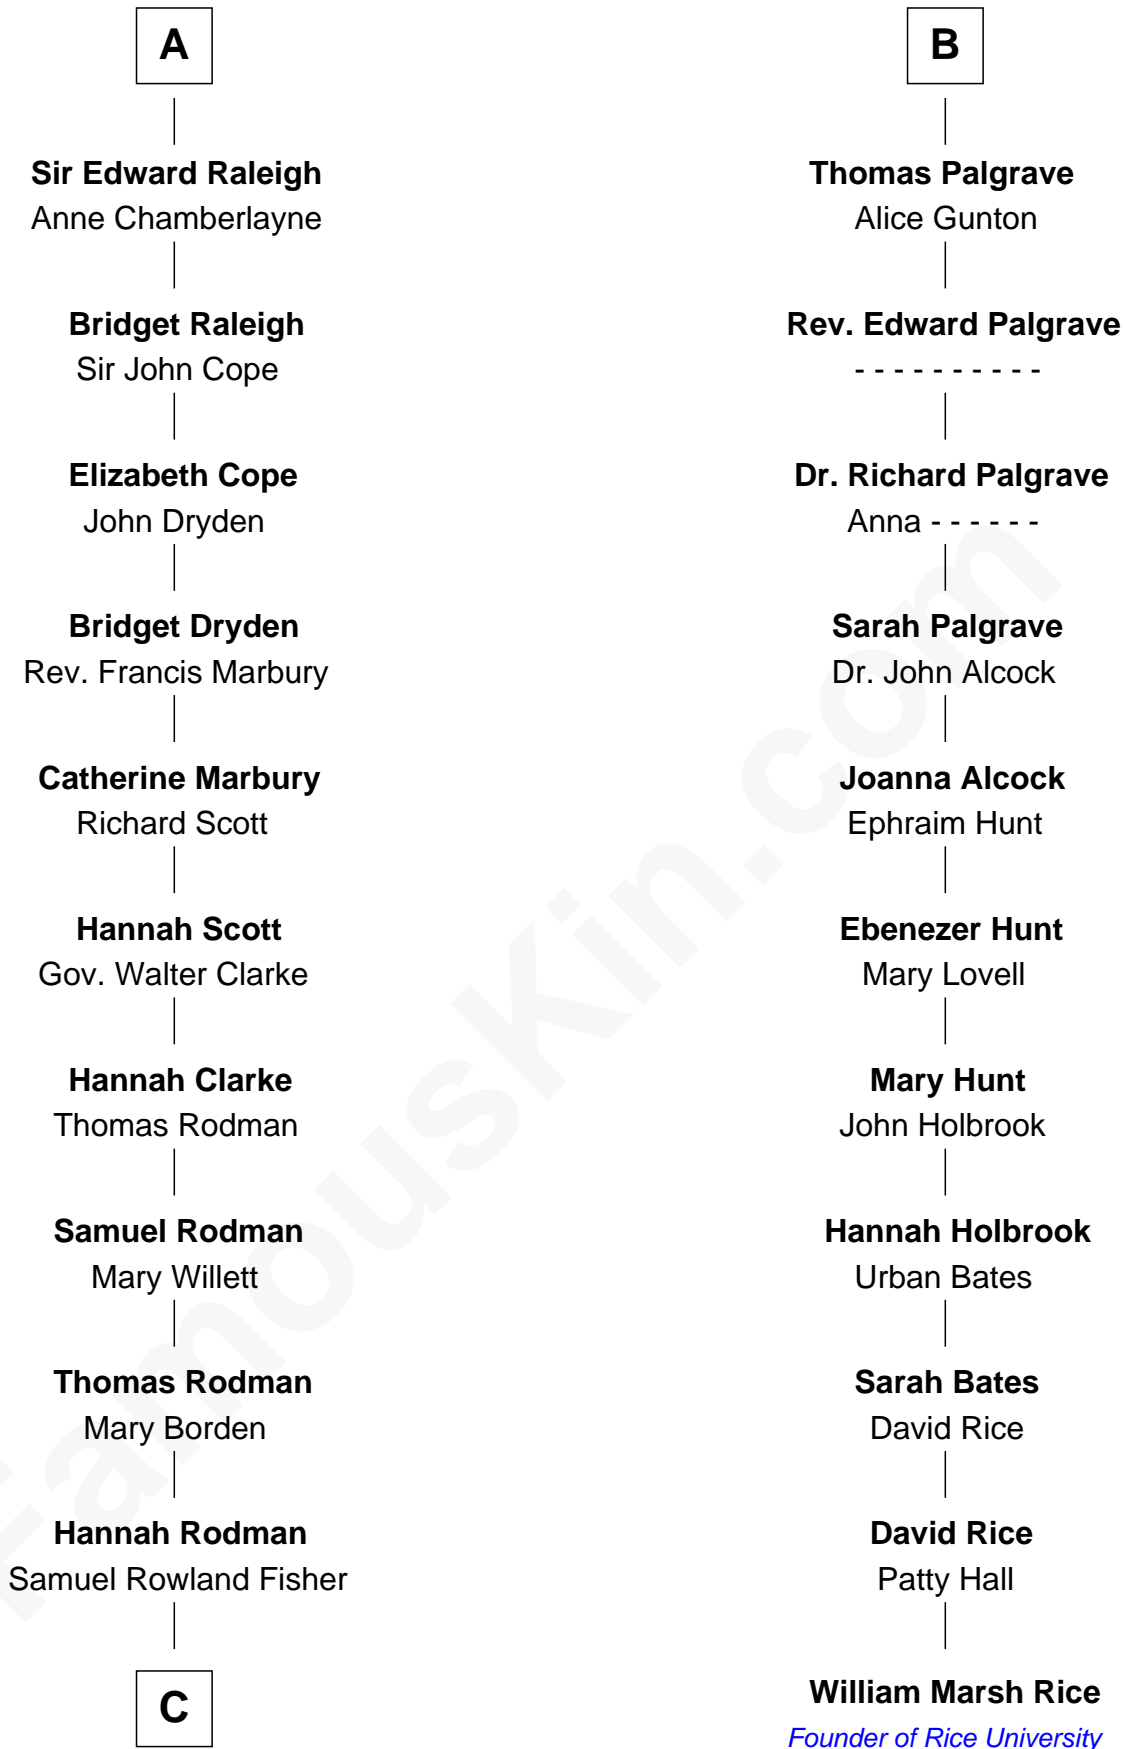 A
Sir Edward Raleigh
Anne Chamberlayne
Bridget Raleigh
Sir John Cope
Elizabeth Cope
John Dryden
Bridget Dryden
Rev. Francis Marbury
Catherine Marbury
Richard Scott
Hannah Scott
Gov. Walter Clarke
Hannah Clarke
Thomas Rodman
Samuel Rodman
Mary Willett
Thomas Rodman
Mary Borden
Hannah Rodman
Samuel Rowland Fisher
C
B
Thomas Palgrave
Alice Gunton
Rev. Edward Palgrave
- - - - - - - - - -
Dr. Richard Palgrave
Anna - - - - - -
Sarah Palgrave
Dr. John Alcock
Joanna Alcock
Ephraim Hunt
Ebenezer Hunt
Mary Lovell
Mary Hunt
John Holbrook
Hannah Holbrook
Urban Bates
Sarah Bates
David Rice
David Rice
Patty Hall
William Marsh Rice
Founder of Rice University
FamousKin.com